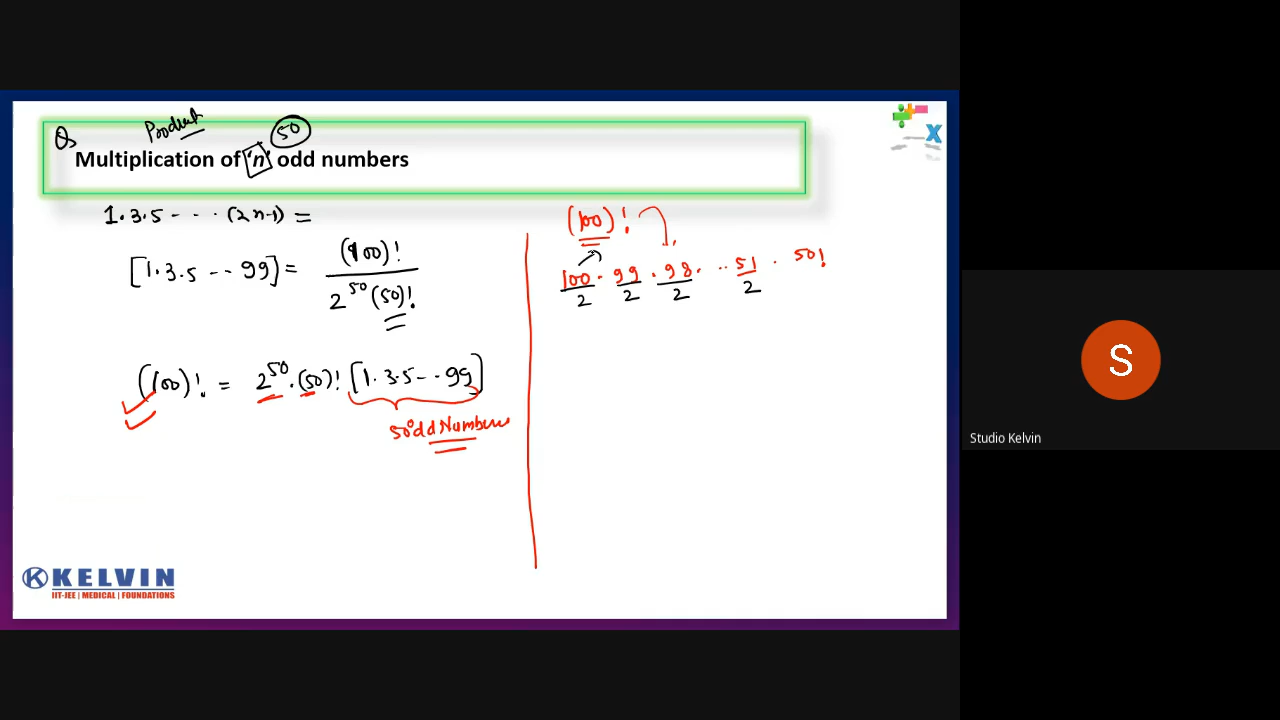 Q
Product
50
Multiplication of 'n' odd numbers
1.3.5 - - . . (2n-1) =
[1.3.5 -- 99] = (100)! / 2^50 (50)!
(100)! = 2^50 . (50)! [1.3.5 -- 99]
50 odd Numbers
(100)!
100/2 . 99/2 . 98/2 . .. 51/2 . 50!
KELVIN
IIT-JEE | MEDICAL | FOUNDATIONS
X
S
Studio Kelvin